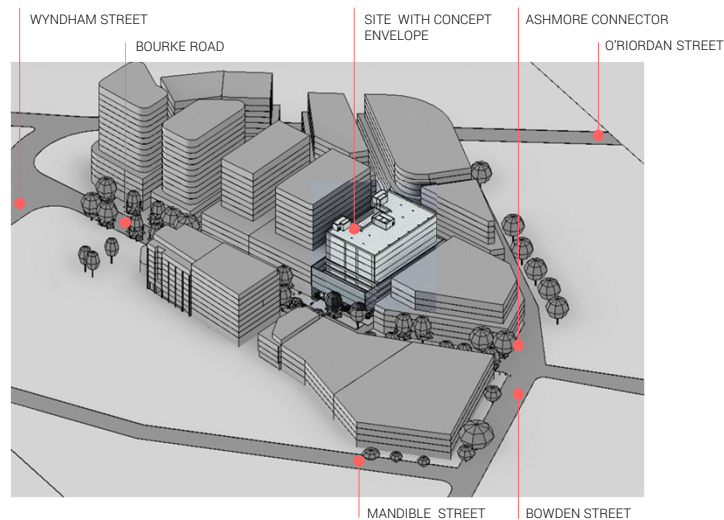 WYNDHAM STREET
BOURKE ROAD
SITE WITH CONCEPT
ENVELOPE
ASHMORE CONNECTOR
O'RIORDAN STREET
MANDIBLE STREET
BOWDEN STREET